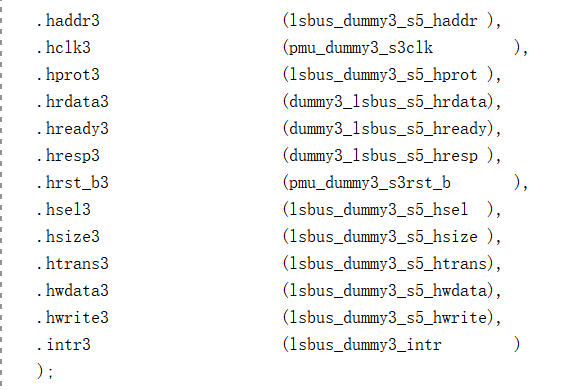 .haddr3 (lsbus_dummy3_s5_haddr ),
.hclk3 (pmu_dummy3_s3clk ),
.hprot3 (lsbus_dummy3_s5_hprot ),
.hrdata3 (dummy3_lsbus_s5_hrdata),
.hready3 (dummy3_lsbus_s5_hready),
.hresp3 (dummy3_lsbus_s5_hresp ),
.hrst_b3 (pmu_dummy3_s3rst_b ),
.hsel3 (lsbus_dummy3_s5_hsel ),
.hsize3 (lsbus_dummy3_s5_hsize ),
.htrans3 (lsbus_dummy3_s5_htrans),
.hwdata3 (lsbus_dummy3_s5_hwdata),
.hwrite3 (lsbus_dummy3_s5_hwrite),
.intr3 (lsbus_dummy3_intr )
);